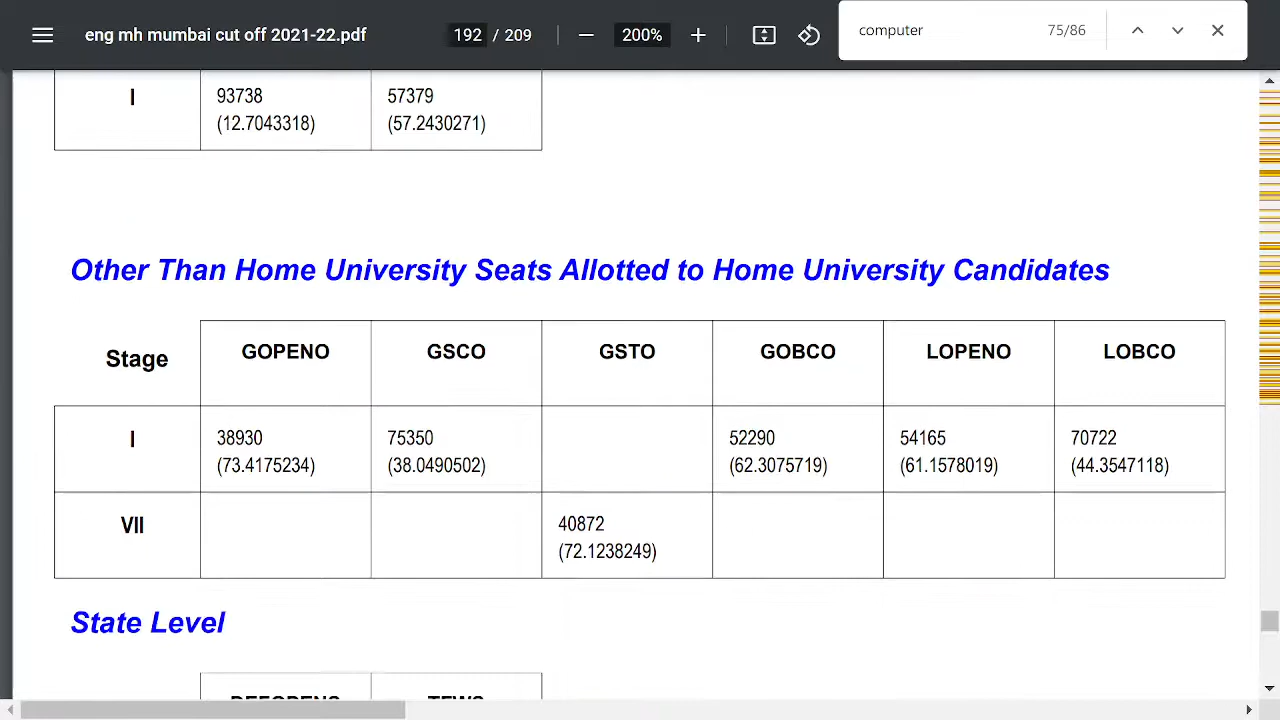 eng mh mumbai cut off 2021-22.pdf
192 / 209
200%
computer
75/86
I 93738 57379
(12.7043318) (57.2430271)
Other Than Home University Seats Allotted to Home University Candidates
Stage GOPENO GSCO GSTO GOBCO LOPENO LOBCO
I 38930 75350 52290 54165 70722
(73.4175234) (38.0490502) (62.3075719) (61.1578019) (44.3547118)
VII 40872
(72.1238249)
State Level